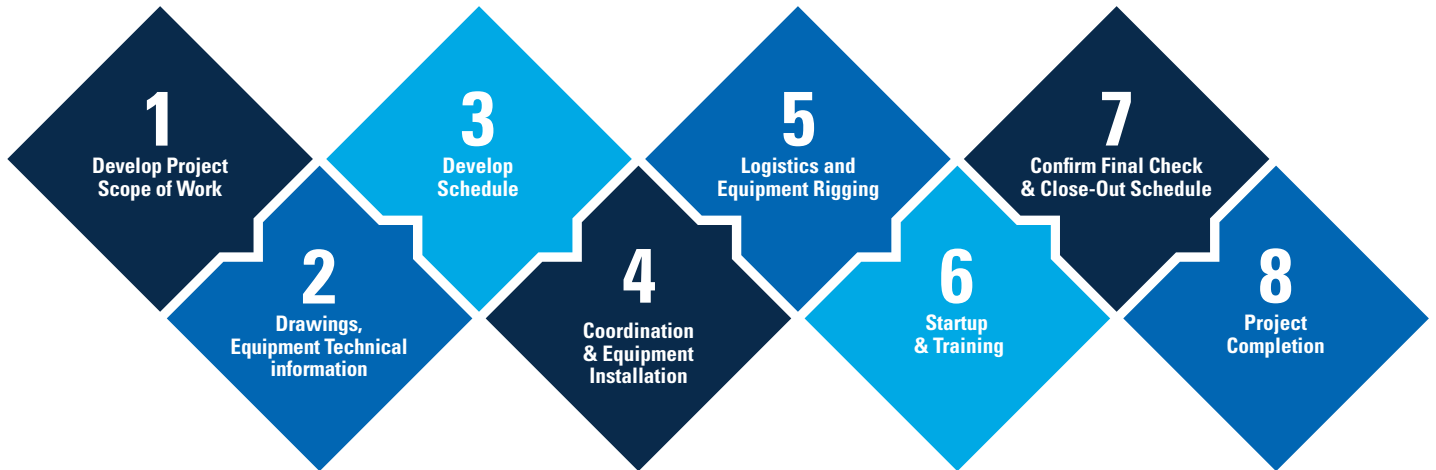 1
Develop Project
Scope of Work
2
Drawings,
Equipment Technical
information
3
Develop
Schedule
4
Coordination
& Equipment
Installation
5
Logistics and
Equipment Rigging
6
Startup
& Training
7
Confirm Final Check
& Close-Out Schedule
8
Project
Completion